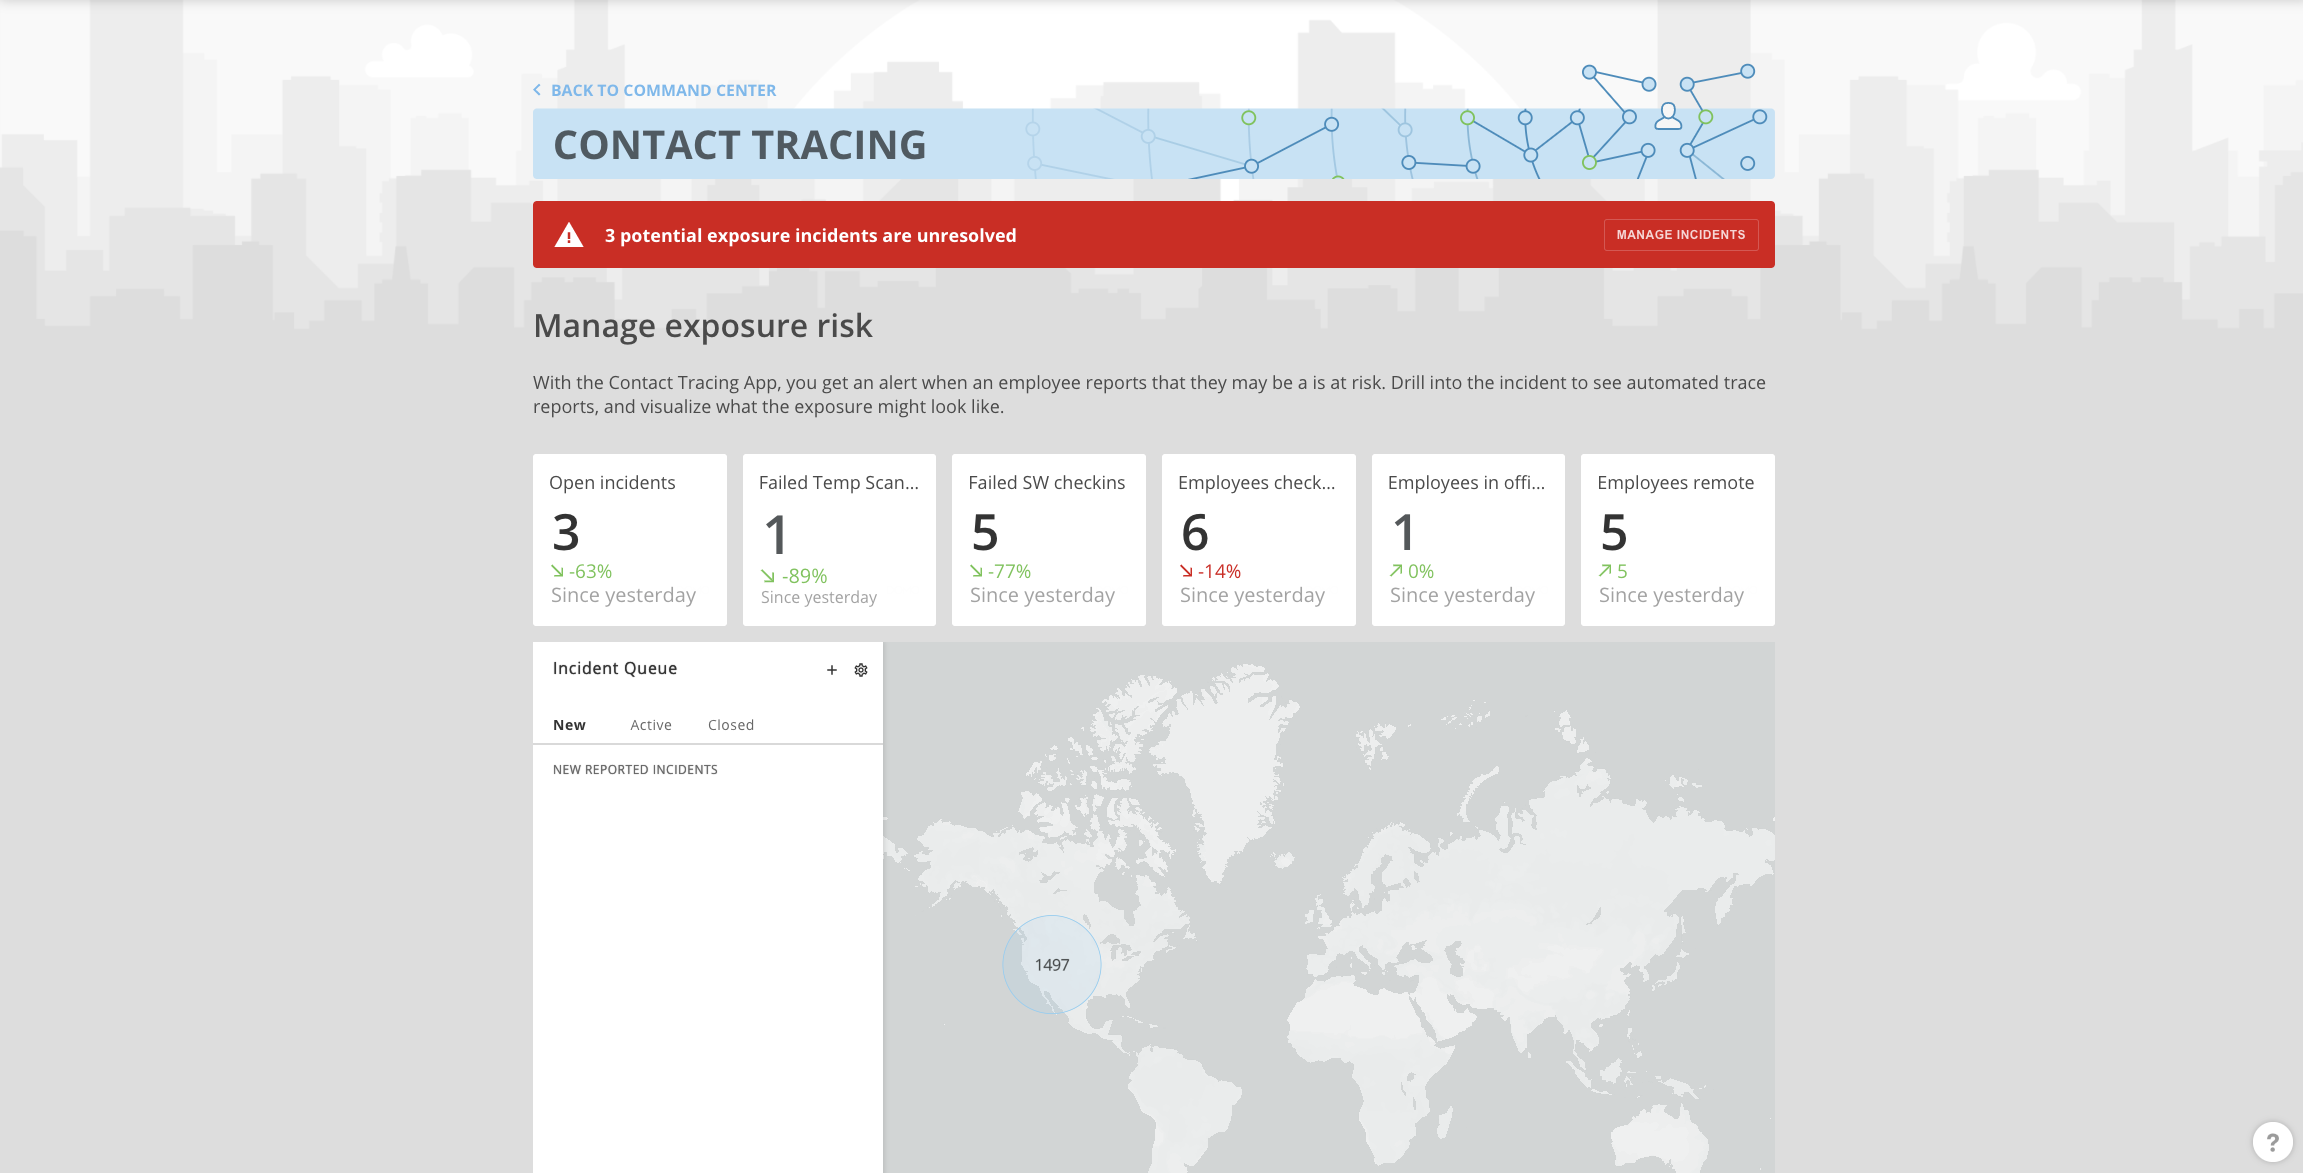 BACK TO COMMAND CENTER
CONTACT TRACING
3 potential exposure incidents are unresolved
MANAGE INCIDENTS
Manage exposure risk
With the Contact Tracing App, you get an alert when an employee reports that they may be a is at risk. Drill into the incident to see automated trace
reports, and visualize what the exposure might look like.
Open incidents
3
-63%
Since yesterday
Failed Temp Scan...
1
-89%
Since yesterday
Failed SW checkins
5
-77%
Since yesterday
Employees check...
6
-14%
Since yesterday
Employees in offi...
1
0%
Since yesterday
Employees remote
5
5
Since yesterday
Incident Queue
New Active Closed
NEW REPORTED INCIDENTS
1497
?